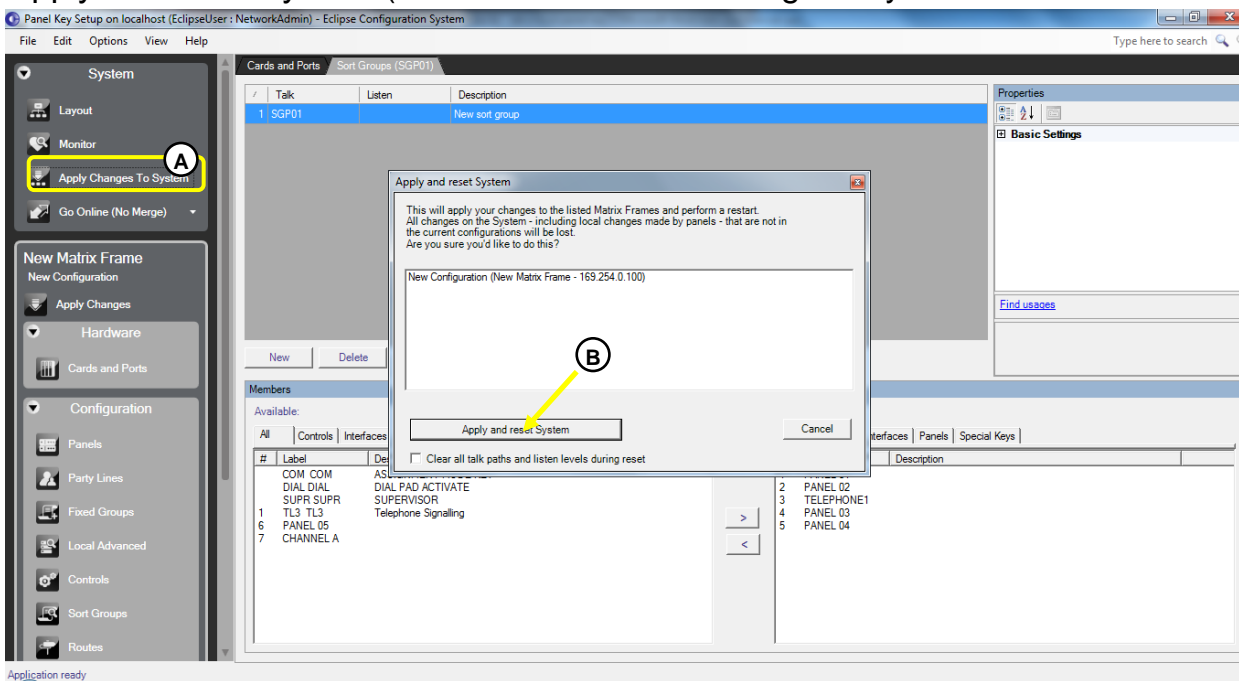 Panel Key Setup on localhost (EclipseUser : NetworkAdmin) - Eclipse Configuration System
File Edit Options View Help
Type here to search
System
Layout
Monitor
A
Apply Changes To System
Go Online (No Merge)
New Matrix Frame
New Configuration
Apply Changes
Hardware
Cards and Ports
Configuration
Panels
Party Lines
Fixed Groups
Local Advanced
Controls
Sort Groups
Routes
Cards and Ports Sort Groups (SGP01)
/ Talk Listen Description
1 SGP01 New sort group
Properties
Basic Settings
Find usages
Apply and reset System
This will apply your changes to the listed Matrix Frames and perform a restart.
All changes on the System - including local changes made by panels - that are not in
the current configurations will be lost.
Are you sure you'd like to do this?
New Configuration (New Matrix Frame - 169.254.0.100)
B
Apply and reset System Cancel
Clear all talk paths and listen levels during reset
New Delete
Members
Available:
All Controls Interfaces
# Label
COM COM
DIAL DIAL DIAL PAD ACTIVATE
SUPR SUPR SUPERVISOR
1 TL3 TL3 Telephone Signalling
6 PANEL 05
7 CHANNEL A
>
<
Panels Special Keys
Description
2 PANEL 02
3 TELEPHONE1
4 PANEL 03
5 PANEL 04
Application ready